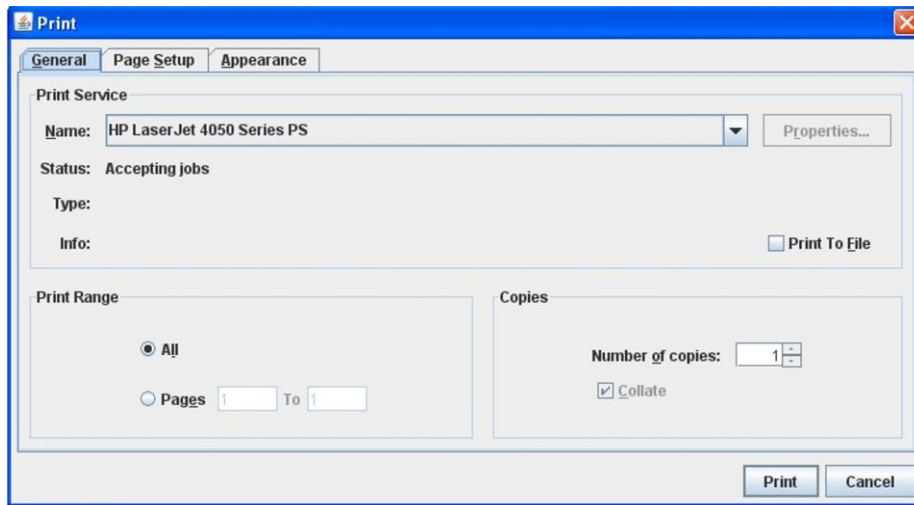 Print
General Page Setup Appearance
Print Service
Name: HP LaserJet 4050 Series PS Properties...
Status: Accepting jobs
Type:
Info: Print To File
Print Range
All
Pages 1 To 1
Copies
Number of copies: 1
Collate
Print Cancel